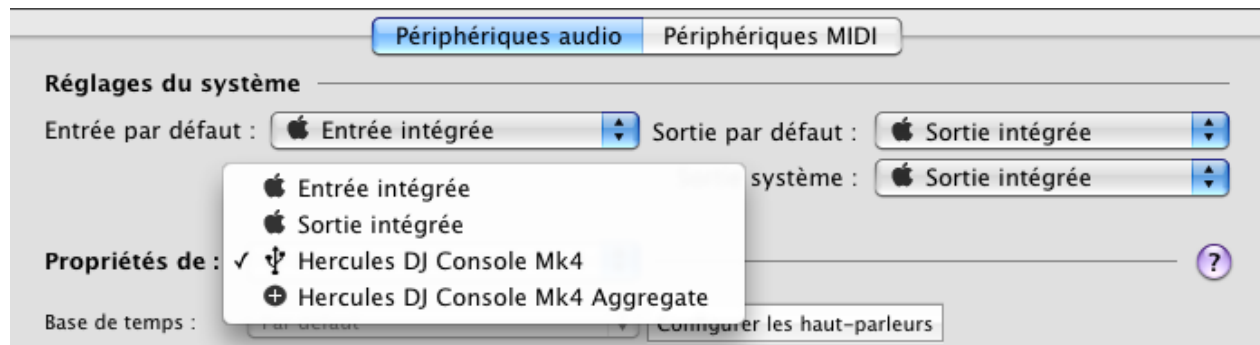 Périphériques audio Périphériques MIDI
Réglages du système
Entrée par défaut : Entrée intégrée Sortie par défaut : Sortie intégrée
système : Sortie intégrée
Entrée intégrée
Sortie intégrée
Propriétés de : ✓ Hercules DJ Console Mk4 ?
Hercules DJ Console Mk4 Aggregate
Base de temps : Configurer les haut-parleurs